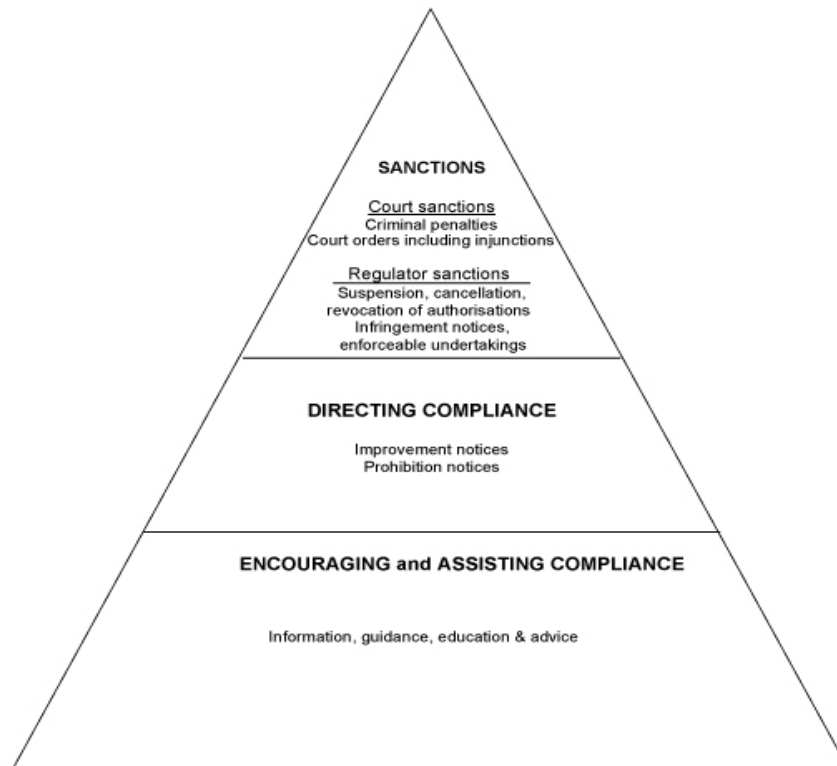 SANCTIONS
Court sanctions
Criminal penalties
Court orders including injunctions
Regulator sanctions
Suspension, cancellation,
revocation of authorisations
Infringement notices,
enforceable undertakings
DIRECTING COMPLIANCE
Improvement notices
Prohibition notices
ENCOURAGING and ASSISTING COMPLIANCE
Information, guidance, education & advice